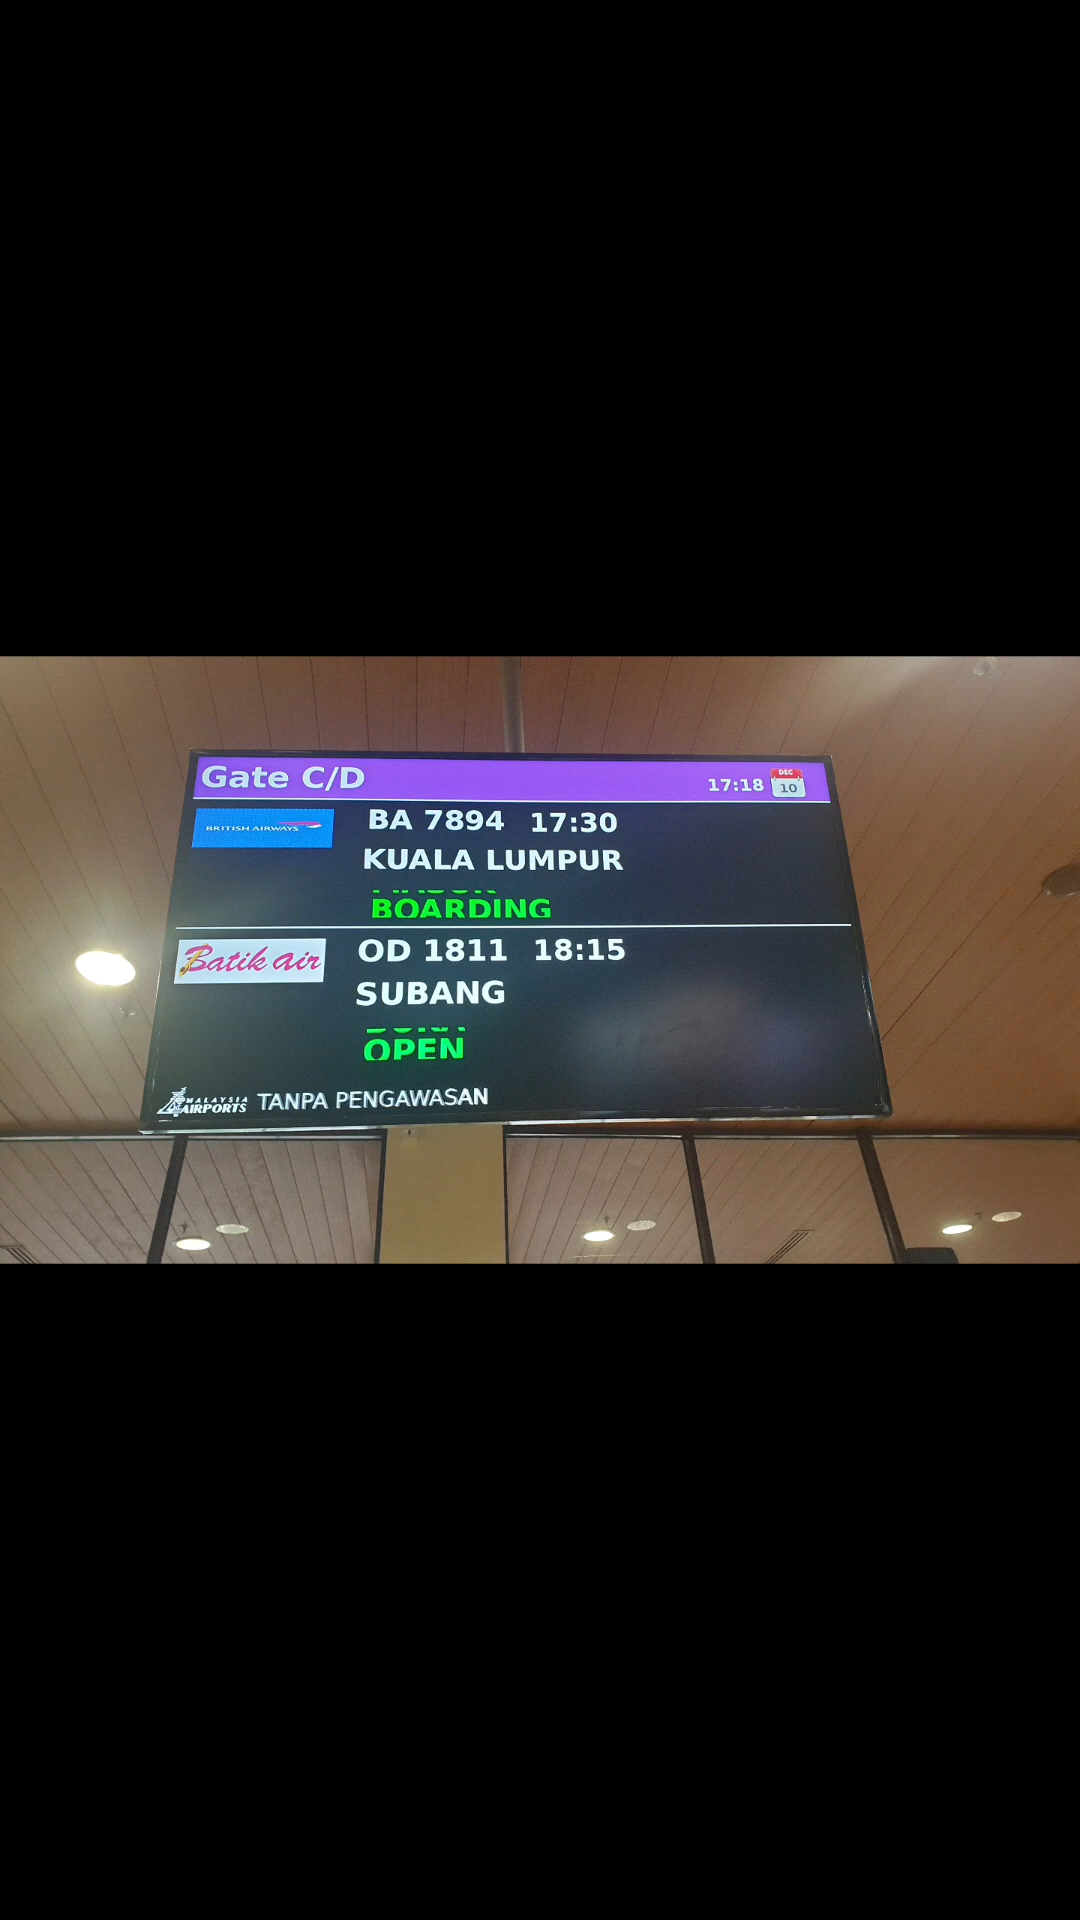 Gate C/D
17:18
DEC
10
BRITISH AIRWAYS
BA 7894 17:30
KUALA LUMPUR
BOARDING
Batik air
OD 1811 18:15
SUBANG
OPEN
MALAYSIA
AIRPORTS
TANPA PENGAWASAN